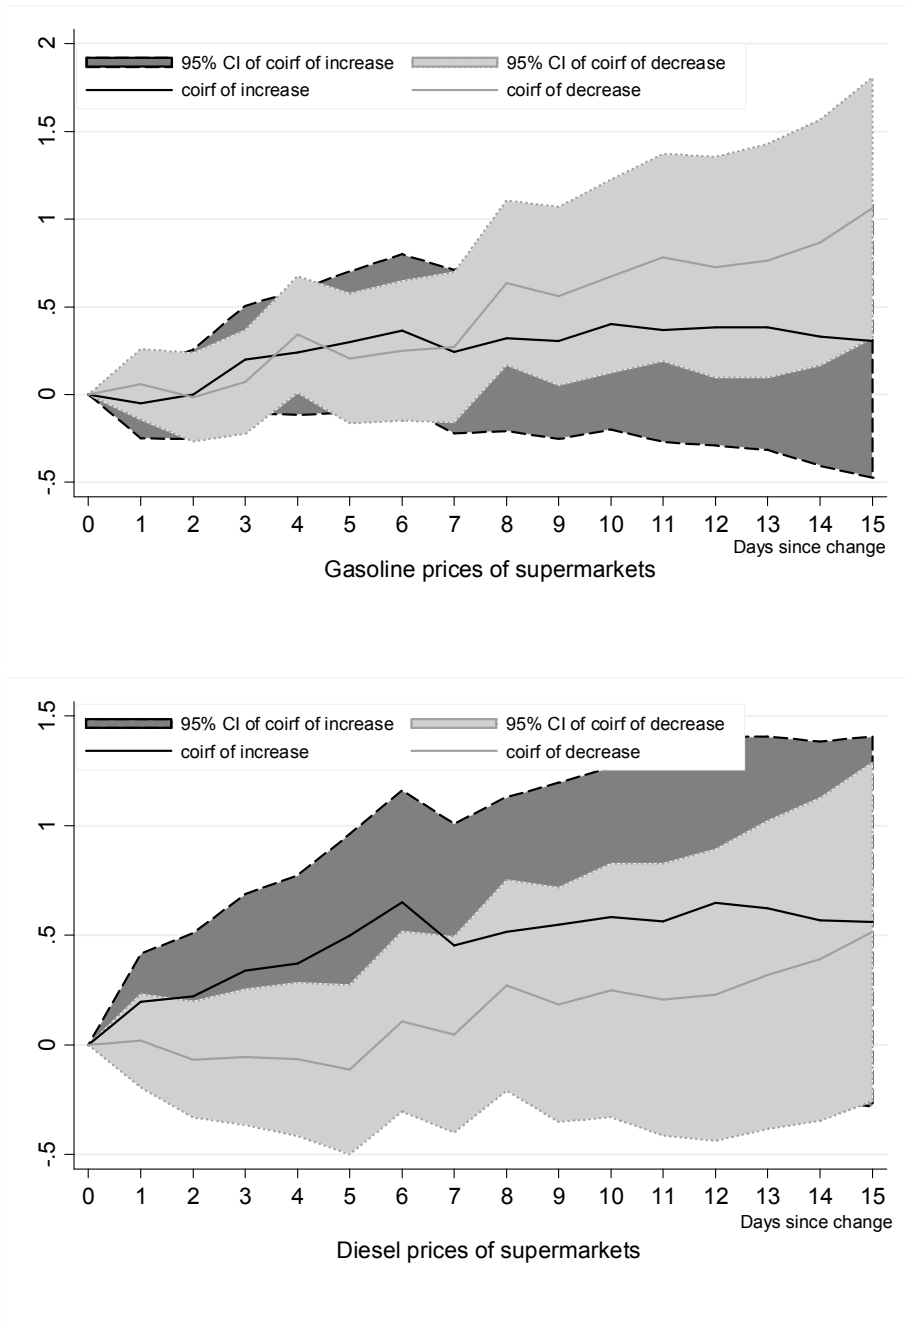 2
95% CI of coirf of increase 95% CI of coirf of decrease
coirf of increase coirf of decrease
1.5
1
.5
0
-.5
0 1 2 3 4 5 6 7 8 9 10 11 12 13 14 15
Days since change
Gasoline prices of supermarkets
1.5
95% CI of coirf of increase 95% CI of coirf of decrease
coirf of increase coirf of decrease
1
.5
0
-.5
0 1 2 3 4 5 6 7 8 9 10 11 12 13 14 15
Days since change
Diesel prices of supermarkets